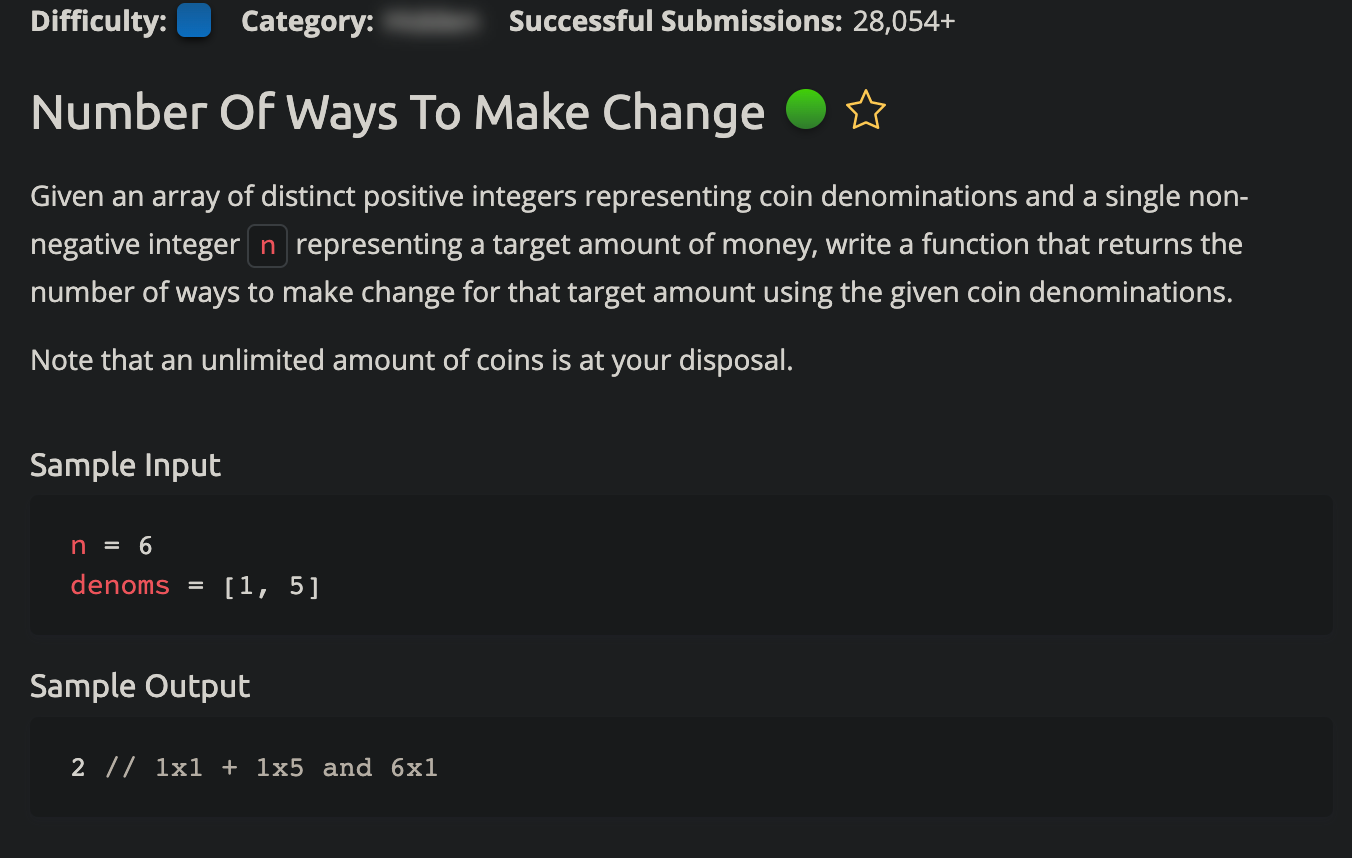 Difficulty: Category: Successful Submissions: 28,054+
Number Of Ways To Make Change
Given an array of distinct positive integers representing coin denominations and a single non-
negative integer n representing a target amount of money, write a function that returns the
number of ways to make change for that target amount using the given coin denominations.
Note that an unlimited amount of coins is at your disposal.
Sample Input
n = 6
denoms = [1, 5]
Sample Output
2 // 1x1 + 1x5 and 6x1